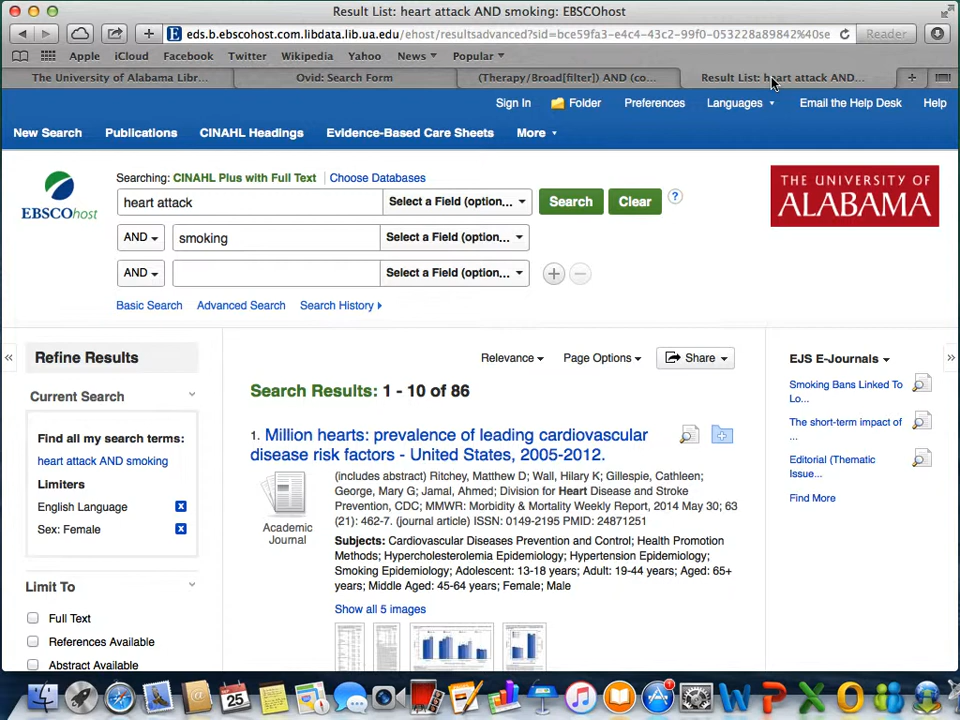 Result List: heart attack AND smoking: EBSCOhost
eds.b.ebscohost.com.libdata.lib.ua.edu/ehost/resultsadvanced?sid=bce59fa3-e4c4-43c2-99f0-053228a89842%40se
Reader
Apple iCloud Facebook Twitter Wikipedia Yahoo News Popular
The University of Alabama Libr... Ovid: Search Form (Therapy/Broad[filter]) AND (co... Result List: heart attack AND...
Sign In Folder Preferences Languages Email the Help Desk Help
New Search Publications CINAHL Headings Evidence-Based Care Sheets More
EBSCOhost
Searching: CINAHL Plus with Full Text Choose Databases
heart attack Select a Field (option... Search Clear ?
AND smoking Select a Field (option...
AND Select a Field (option...
Basic Search Advanced Search Search History
THE UNIVERSITY OF
ALABAMA
Refine Results
Current Search
Find all my search terms:
heart attack AND smoking
Limiters
English Language
Sex: Female
Limit To
Full Text
References Available
Abstract Available
Relevance Page Options Share
Search Results: 1 - 10 of 86
1. Million hearts: prevalence of leading cardiovascular
disease risk factors - United States, 2005-2012.
Academic
Journal
(includes abstract) Ritchey, Matthew D; Wall, Hilary K; Gillespie, Cathleen;
George, Mary G; Jamal, Ahmed; Division for Heart Disease and Stroke
Prevention, CDC; MMWR: Morbidity & Mortality Weekly Report, 2014 May 30; 63
(21): 462-7. (journal article) ISSN: 0149-2195 PMID: 24871251
Subjects: Cardiovascular Diseases Prevention and Control; Health Promotion
Methods; Hypercholesterolemia Epidemiology; Hypertension Epidemiology;
Smoking Epidemiology; Adolescent: 13-18 years; Adult: 19-44 years; Aged: 65+
years; Middle Aged: 45-64 years; Female; Male
Show all 5 images
EJS E-Journals
Smoking Bans Linked To
Lo...
The short-term impact of
...
Editorial (Thematic
Issue...
Find More
25